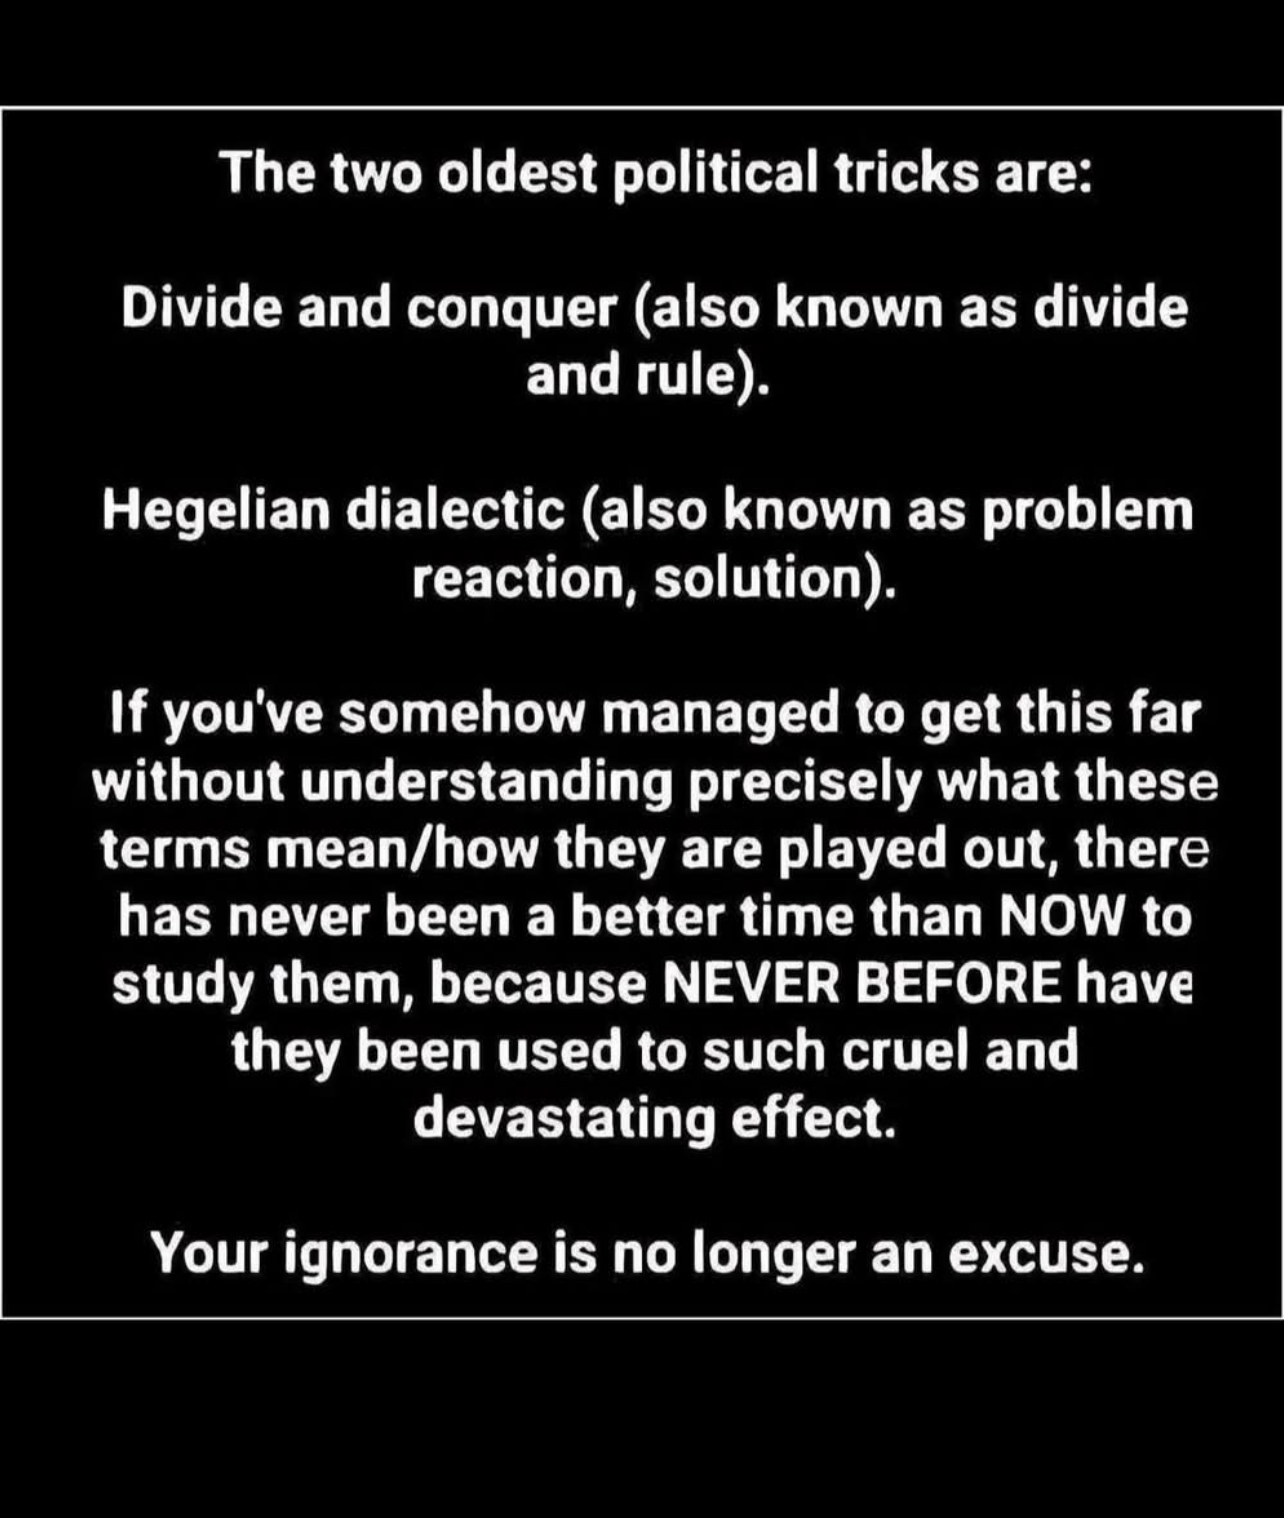 The two oldest political tricks are:
Divide and conquer (also known as divide
and rule).
Hegelian dialectic (also known as problem
reaction, solution).
If you've somehow managed to get this far
without understanding precisely what these
terms mean/how they are played out, there
has never been a better time than NOW to
study them, because NEVER BEFORE have
they been used to such cruel and
devastating effect.
Your ignorance is no longer an excuse.